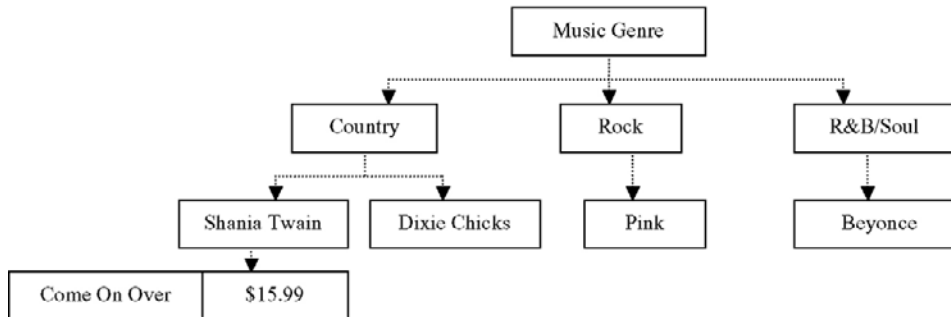 Music Genre
Country
Rock
R&B/Soul
Shania Twain
Dixie Chicks
Pink
Beyonce
Come On Over
$15.99